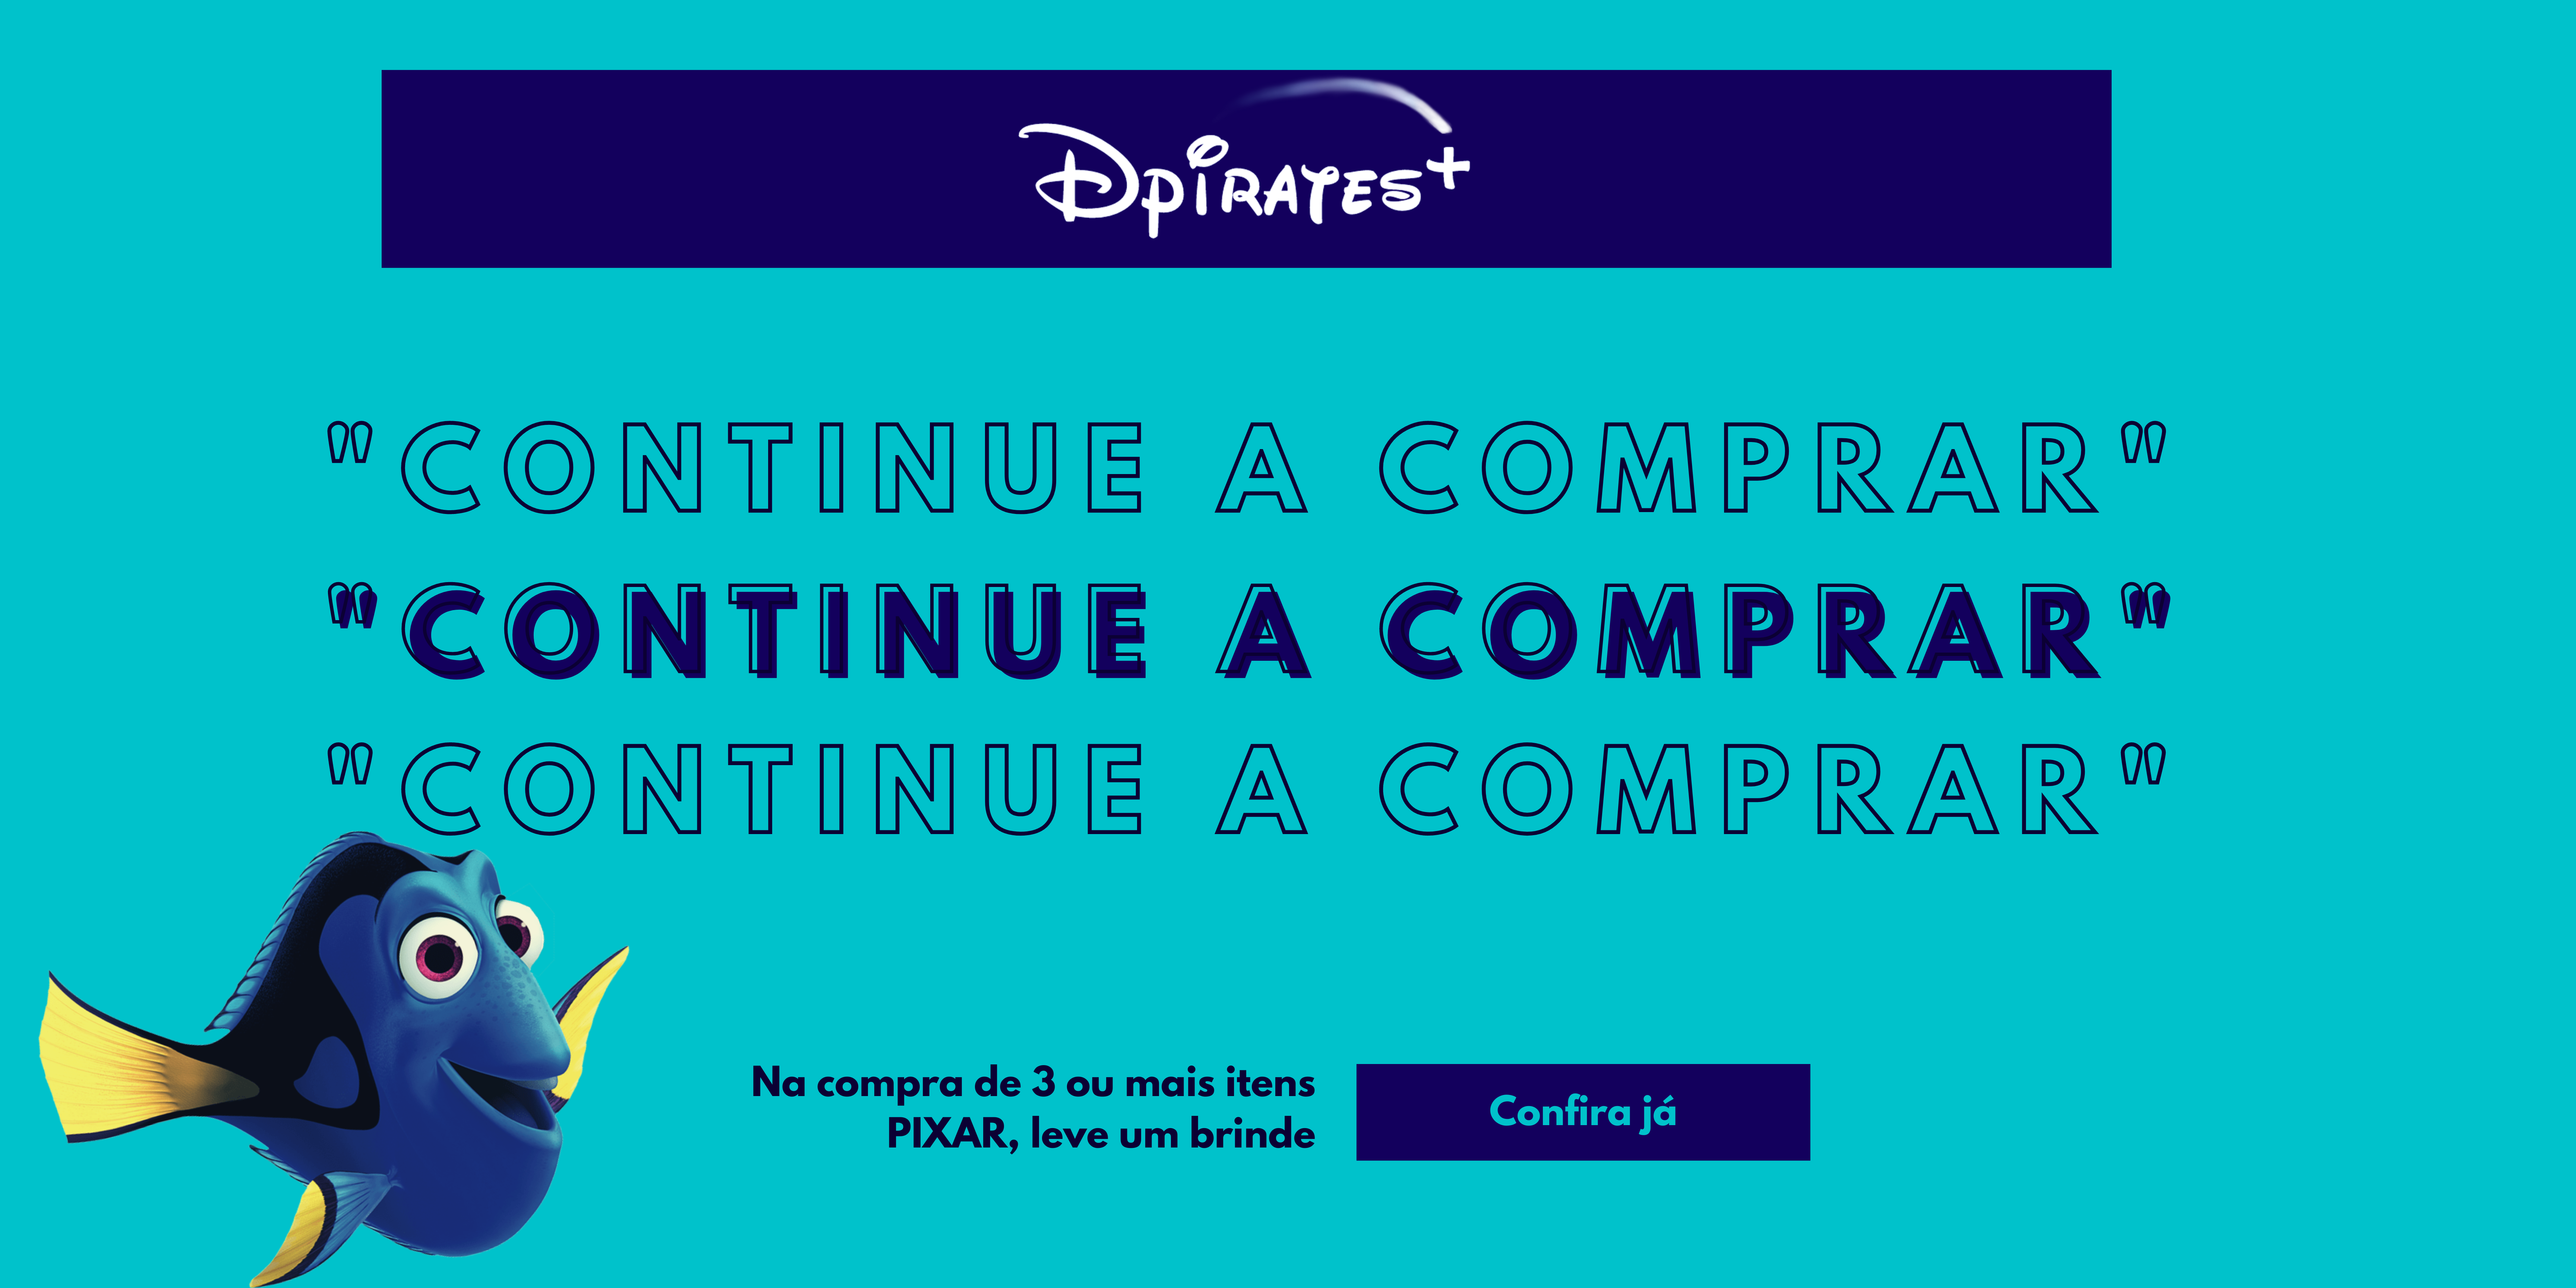 DPIRATES+
"CONTINUE A COMPRAR"
"CONTINUE A COMPRAR"
"CONTINUE A COMPRAR"
Na compra de 3 ou mais itens
PIXAR, leve um brinde
Confira já